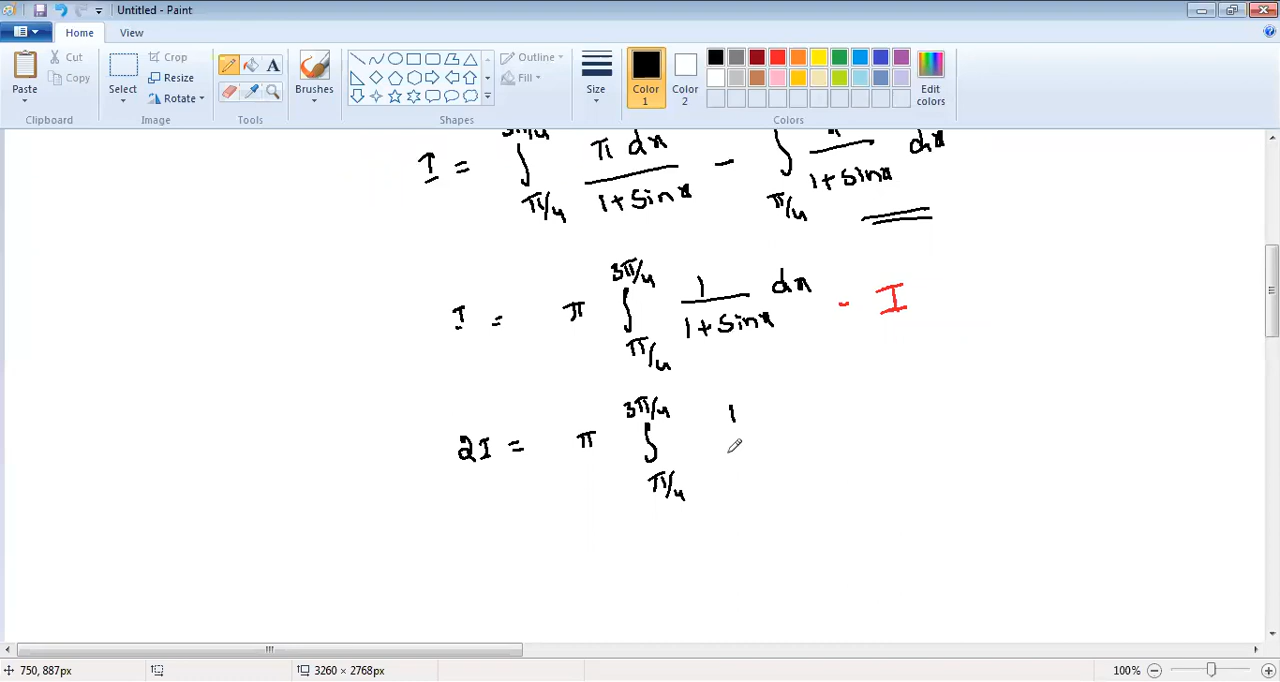 Untitled - Paint
Home View
Paste
Cut
Copy
Clipboard
Select
Crop
Resize
Rotate
Image
A
Tools
Brushes
Outline
Fill
Shapes
Size
Color 1
Color 2
Edit colors
Colors
I = ∫ π/4 π dx / 1 + Sinx - ∫ π/4 / 1 + Sinx dx
I = π ∫ π/4 3π/4 1 / 1 + Sinx dx - I
2I = π ∫ π/4 3π/4 1
750, 887px
3260 × 2768px
100%